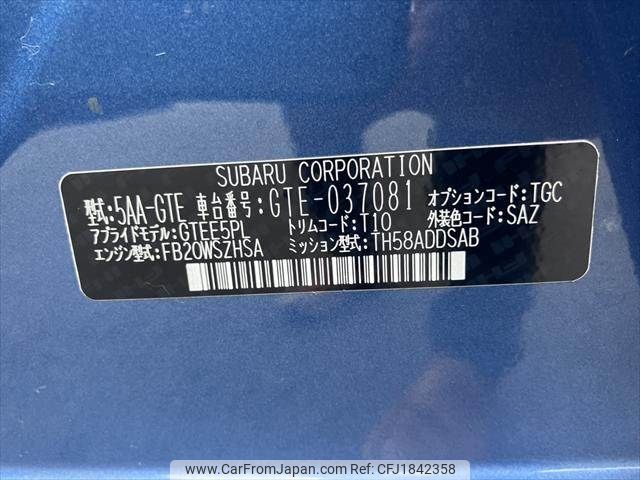 SUBARU CORPORATION
型式:5AA-GTE 車台番号:GTE-037081 オプションコード:TGC
アプライドモデル:GTEE5PL トリムコード:T10 外装色コード:SAZ
エンジン型式:FB20WSZHSA ミッション型式:TH58ADDSAB
www.carfromjapan.com Ref No: CFJ1842358